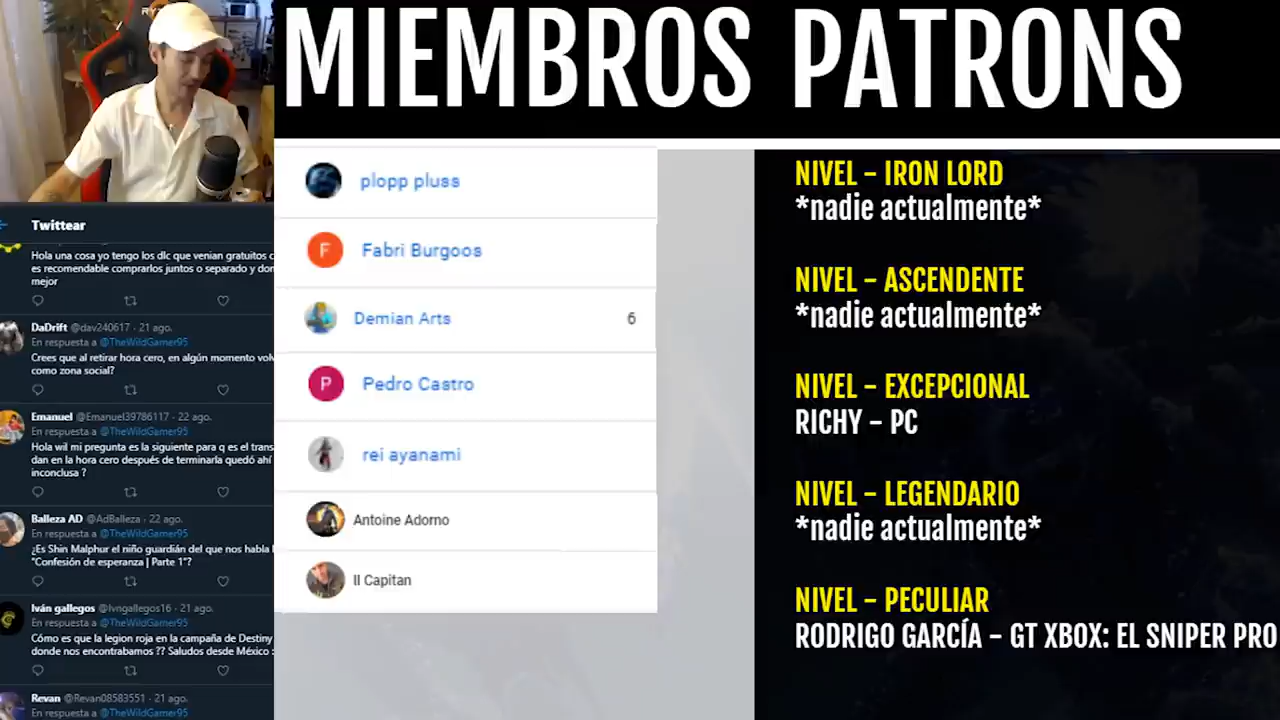 MIEMBROS PATRONS
plopp pluss
F
Fabri Burgoos
Demian Arts 6
P
Pedro Castro
rei ayanami
Antoine Adorno
Il Capitan
NIVEL – IRON LORD
*nadie actualmente*
NIVEL – ASCENDENTE
*nadie actualmente*
NIVEL – EXCEPCIONAL
RICHY – PC
NIVEL – LEGENDARIO
*nadie actualmente*
NIVEL – PECULIAR
RODRIGO GARCÍA – GT XBOX: EL SNIPER PRO
Twittear
Hola una cosa yo tengo los dlc que venian gratuitos c
es recomendable comprarlos juntos o separado y don
mejor
DaDrift @dav240617 · 21 ago.
En respuesta a @TheWildGamer95
Crees que al retirar hora cero, en algún momento volv
como zona social?
Emanuel @Emanuel39786117 · 22 ago.
En respuesta a @TheWildGamer95
Hola wil mi pregunta es la siguiente para q es el trans
dan en la hora cero después de terminarla quedó ahí
inconclusa ?
Balleza AD @AdBalleza · 22 ago.
En respuesta a @TheWildGamer95
¿Es Shin Malphur el niño guardián del que nos habla l
"Confesión de esperanza | Parte 1"?
Iván gallegos @Ivngallegos16 · 21 ago.
En respuesta a @TheWildGamer95
Cómo es que la legion roja en la campaña de Destiny
donde nos encontrabamos ?? Saludos desde México :
Revan @Revan08583551 · 21 ago.
En respuesta a @TheWildGamer95